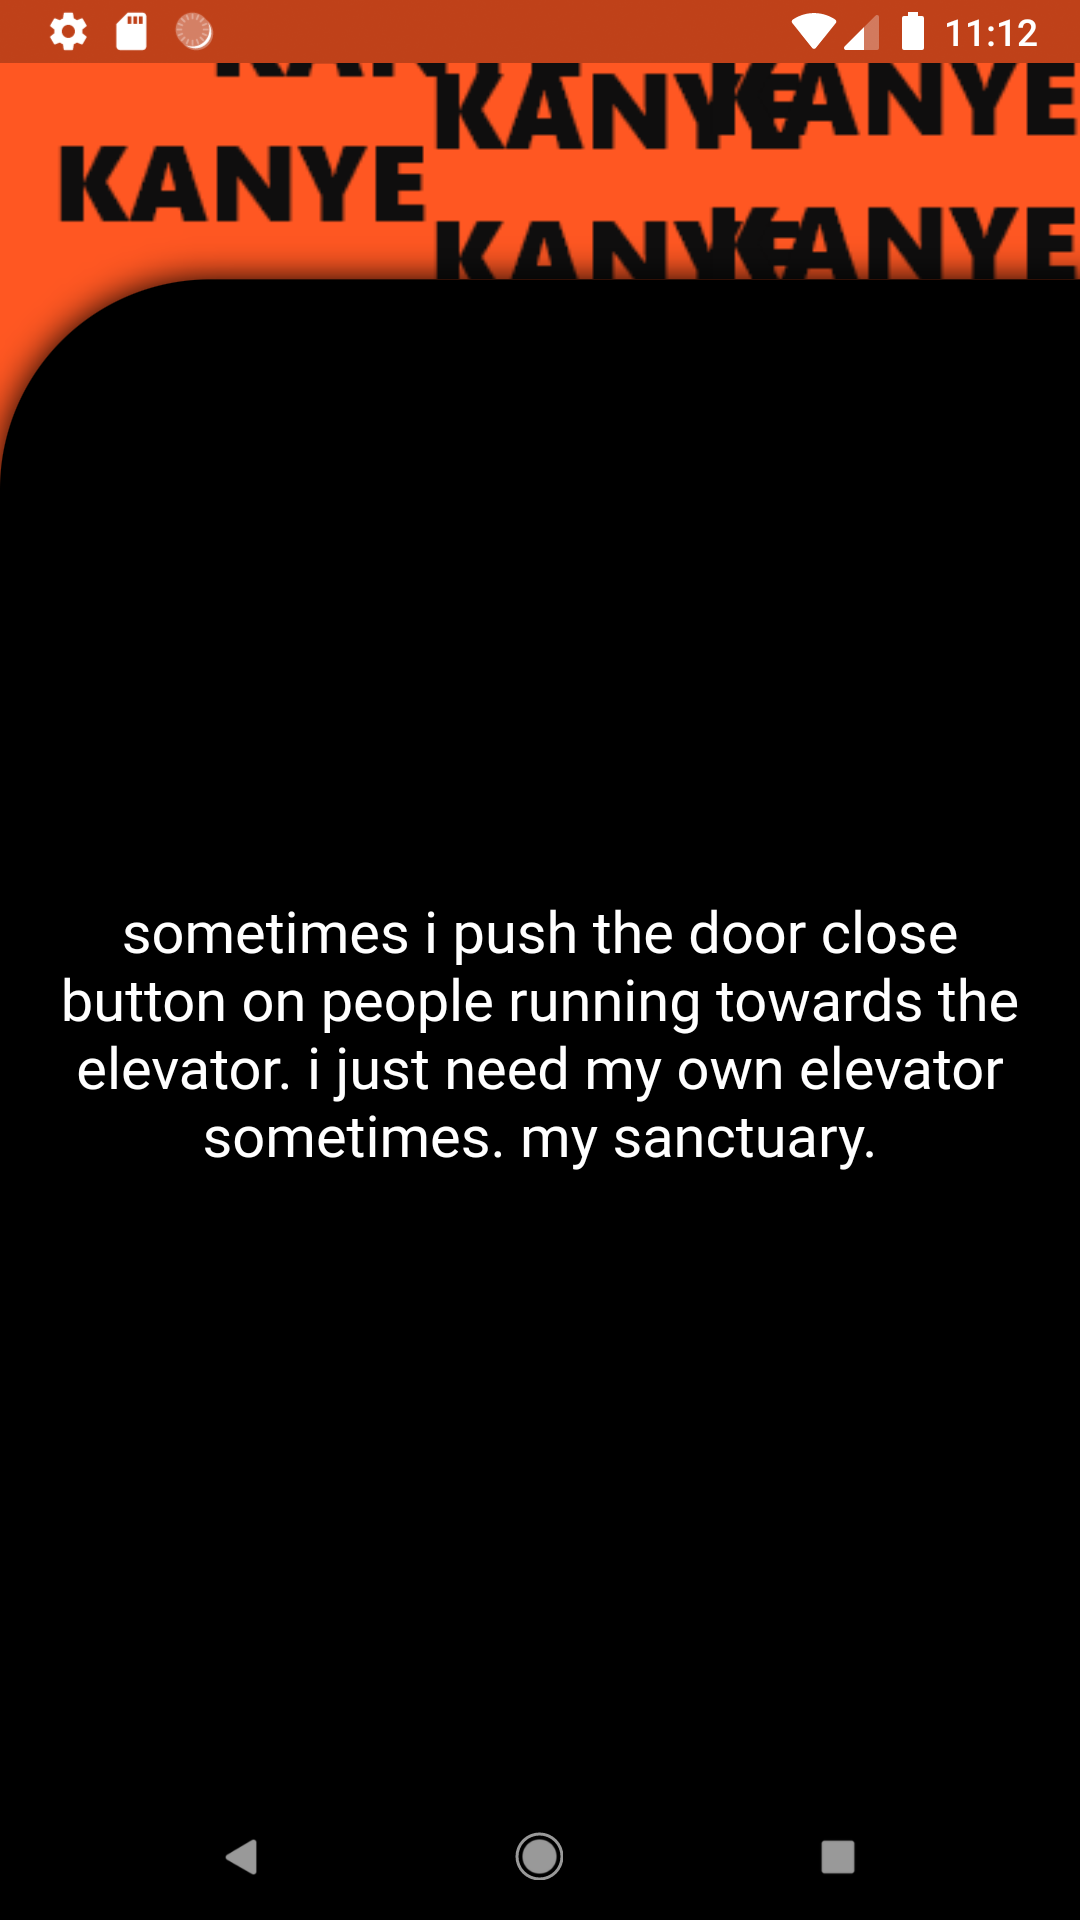 11:12
KANYE
KANYE
KANYE
KANYE
KANYE
KANYE
sometimes i push the door close
button on people running towards the
elevator. i just need my own elevator
sometimes. my sanctuary.